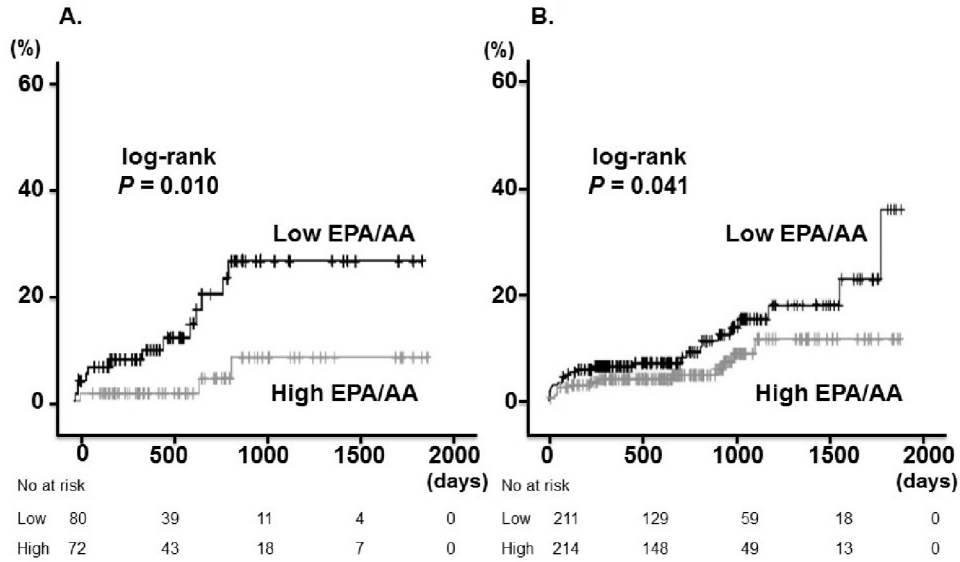 A.
(%)
60
40
20
0
log-rank
P = 0.010
Low EPA/AA
High EPA/AA
0 500 1000 1500 2000
(days)
No at risk
Low 80 39 11 4 0
High 72 43 18 7 0
B.
(%)
60
40
20
0
log-rank
P = 0.041
Low EPA/AA
High EPA/AA
0 500 1000 1500 2000
(days)
No at risk
Low 211 129 59 18 0
High 214 148 49 13 0